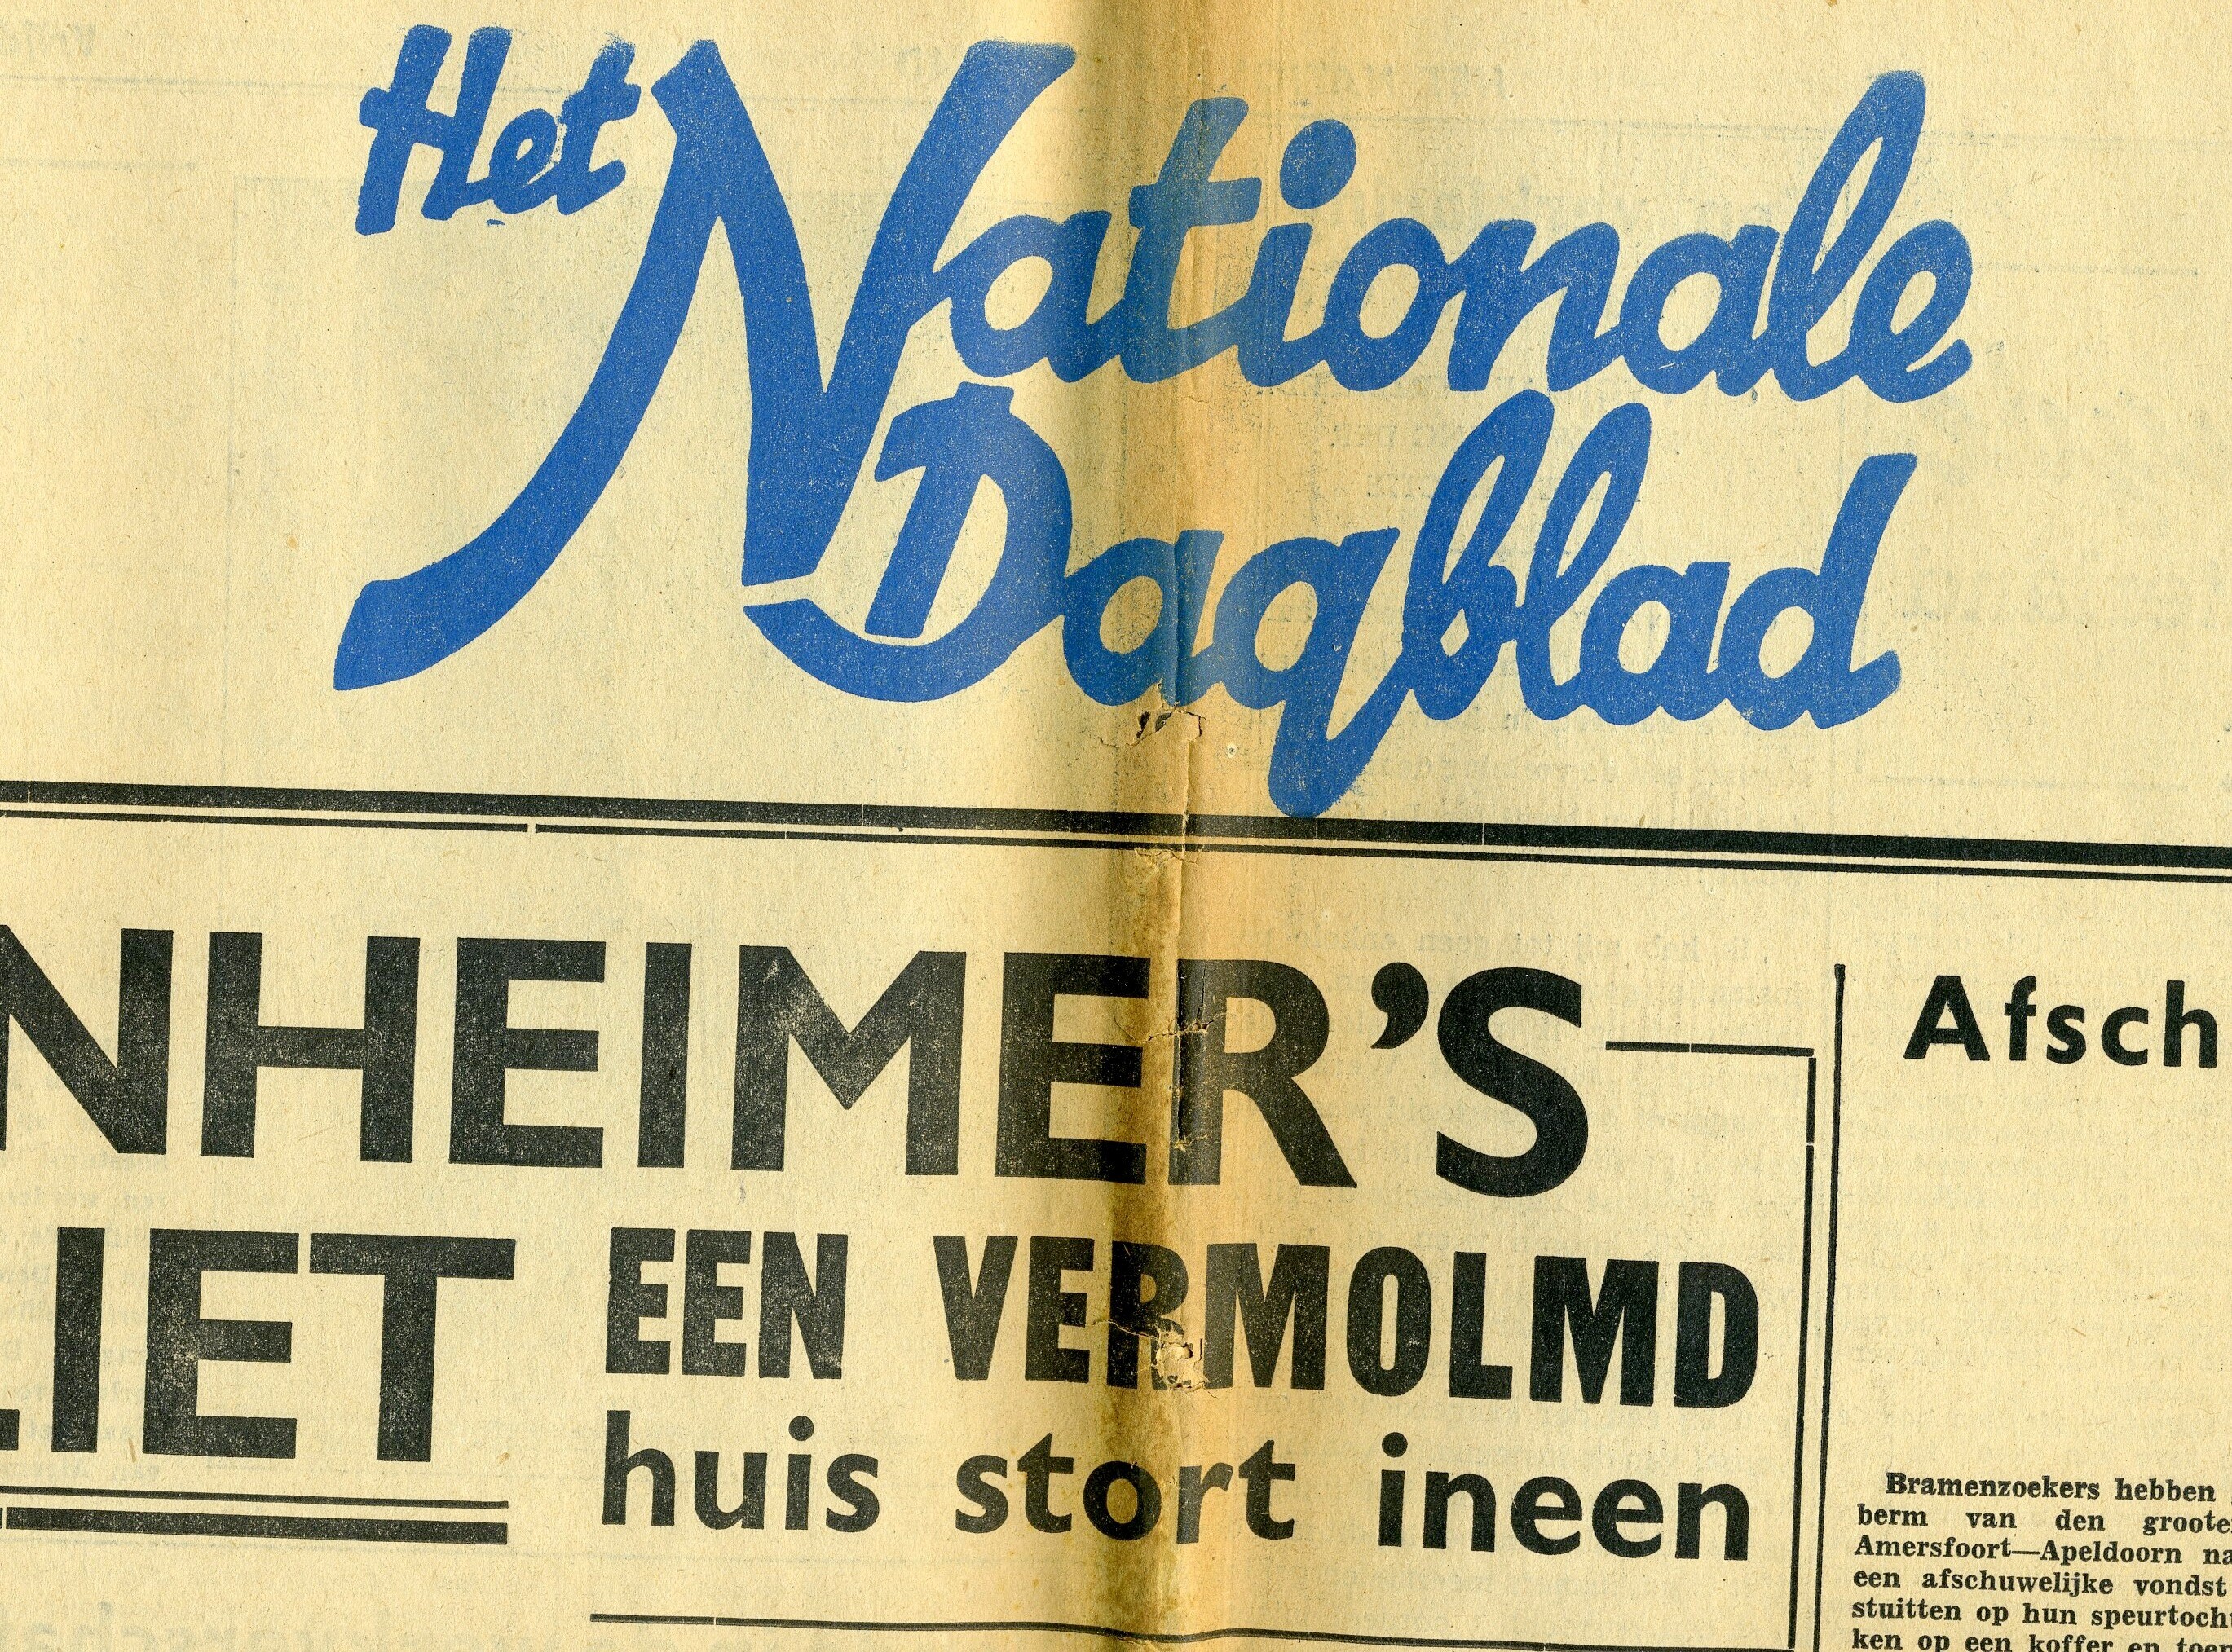 Het Nationale
Dagblad
NHEIMER'S
LIET
EEN VERMOLMD
huis stort ineen
Afsch
Bramenzoekers hebben
berm van den groote
Amersfoort—Apeldoorn na
een afschuwelijke vondst
stuitten op hun speurtocht
ken op een koffer en toen